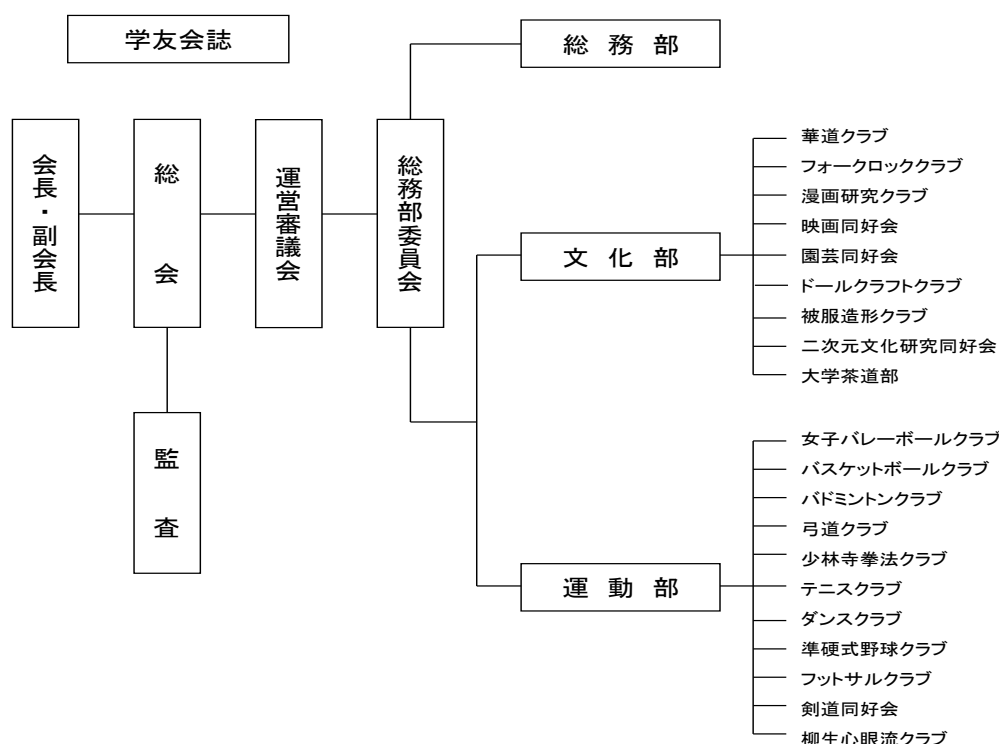 学友会誌
総務部
会長・副会長
総会
運営審議会
総務部委員会
監査
文化部
華道クラブ
フォークロッククラブ
漫画研究クラブ
映画同好会
園芸同好会
ドールクラフトクラブ
被服造形クラブ
二次元文化研究同好会
大学茶道部
運動部
女子バレーボールクラブ
バスケットボールクラブ
バドミントンクラブ
弓道クラブ
少林寺拳法クラブ
テニスクラブ
ダンスクラブ
準硬式野球クラブ
フットサルクラブ
剣道同好会
柳生心眼流クラブ